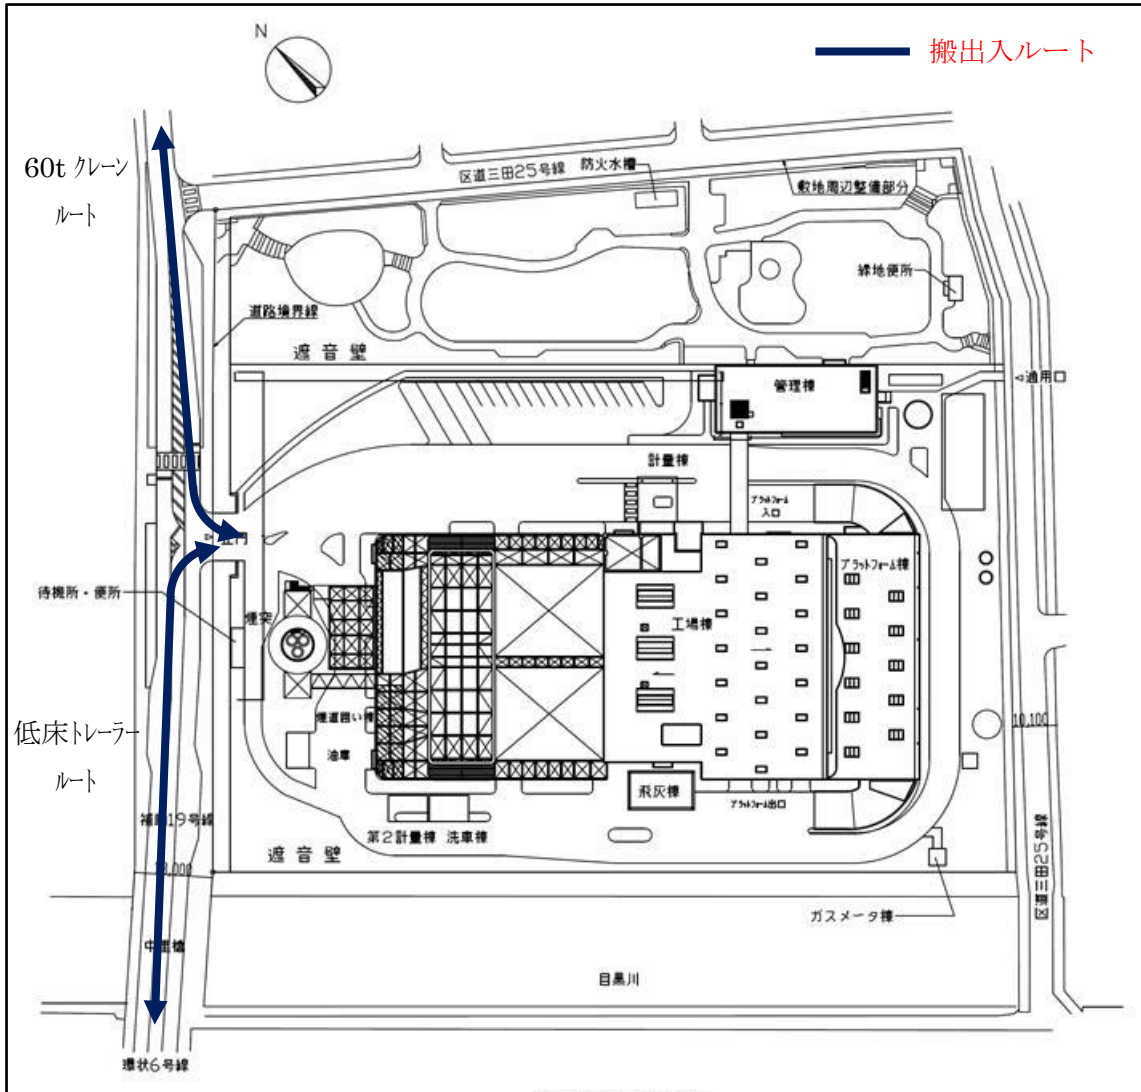 N
搬出入ルート
60t クレーン
ルート
区道三田25号線
防火水槽
敷地周辺整備部分
緑地便所
道路境界線
遮音壁
管理棟
通用口
計量棟
プラットフォーム
入口
プラットフォーム棟
正門
待機所・便所
煙突
工場棟
煙道囲い棟
油庫
低床トレーラー
ルート
10,100
飛灰棟
プラットフォーム出口
補助19号線
第2計量棟
洗車棟
遮音壁
区道三田25号線
ガスメータ棟
中里橋
目黒川
環状6号線